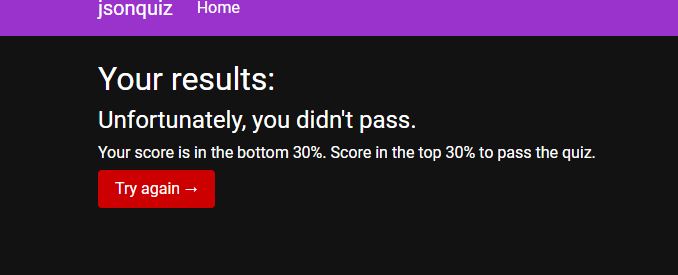 jsonquiz Home
Your results:
Unfortunately, you didn't pass.
Your score is in the bottom 30%. Score in the top 30% to pass the quiz.
Try again →